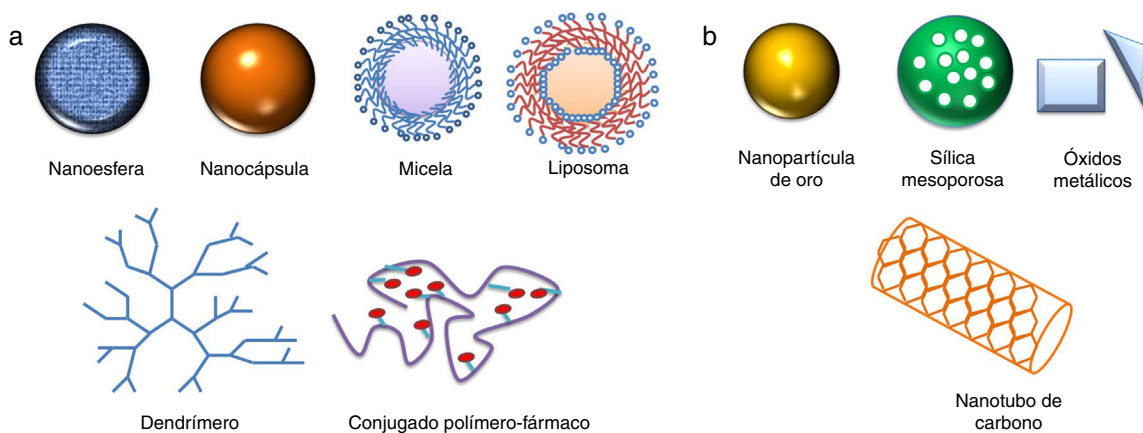 a
Nanoesfera
Nanocápsula
Micela
Liposoma
Dendrímero
Conjugado polímero-fármaco
b
Nanopartícula
de oro
Sílica
mesoporosa
Óxidos
metálicos
Nanotubo de
carbono